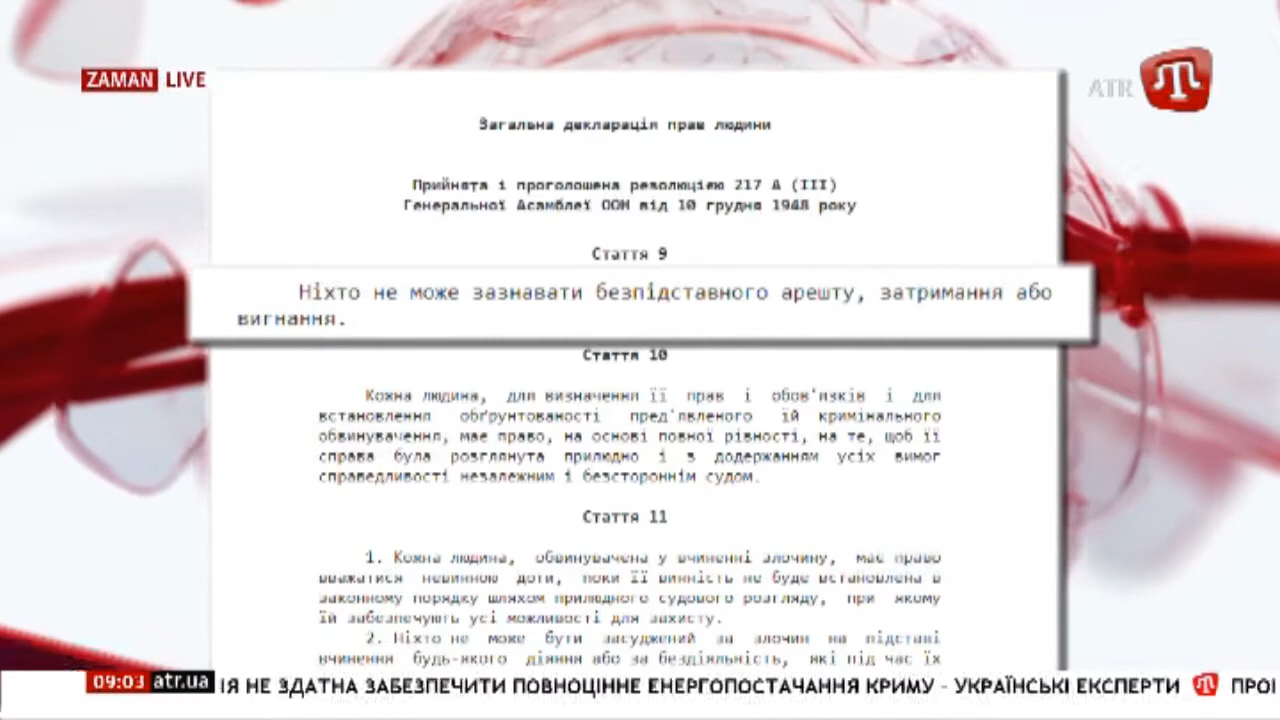 ZAMAN LIVE
ATR
Загальна декларація прав людини
Прийнята і проголошена резолюцією 217 А (III)
Генеральної Асамблеї ООН від 10 грудня 1948 року
Стаття 9
Ніхто не може зазнавати безпідставного арешту, затримання або
вигнання.
Стаття 10
Кожна людина, для визначення її прав і обов'язків і для
встановлення обґрунтованості пред'явленого їй кримінального
обвинувачення, має право, на основі повної рівності, на те, щоб її
справа була розглянута прилюдно і з додержанням усіх вимог
справедливості незалежним і безстороннім судом.
Стаття 11
1. Кожна людина, обвинувачена у вчиненні злочину, має право
вважатися невинною доти, поки її винність не буде встановлена в
законному порядку шляхом прилюдного судового розгляду, при якому
їй забезпечують усі можливості для захисту.
2. Ніхто не може бути засуджений за злочин на підставі
вчинення будь-якого діяння або за бездіяльність, які під час їх
09:03 atr.ua ІЯ НЕ ЗДАТНА ЗАБЕЗПЕЧИТИ ПОВНОЦІННЕ ЕНЕРГОПОСТАЧАННЯ КРИМУ - УКРАЇНСЬКІ ЕКСПЕРТИ ПРОІ